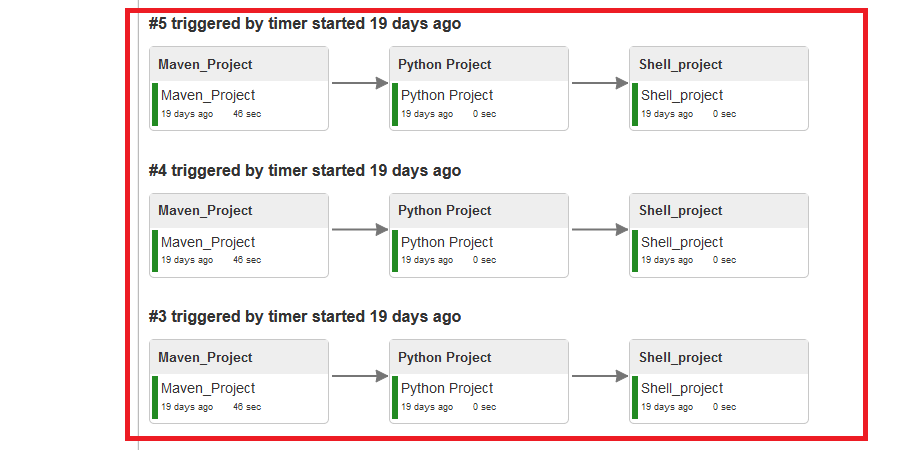 #5 triggered by timer started 19 days ago
Maven_Project Python Project Shell_project
Maven_Project Python Project Shell_project
19 days ago 46 sec 19 days ago 0 sec 19 days ago 0 sec
#4 triggered by timer started 19 days ago
Maven_Project Python Project Shell_project
Maven_Project Python Project Shell_project
19 days ago 46 sec 19 days ago 0 sec 19 days ago 0 sec
#3 triggered by timer started 19 days ago
Maven_Project Python Project Shell_project
Maven_Project Python Project Shell_project
19 days ago 46 sec 19 days ago 0 sec 19 days ago 0 sec